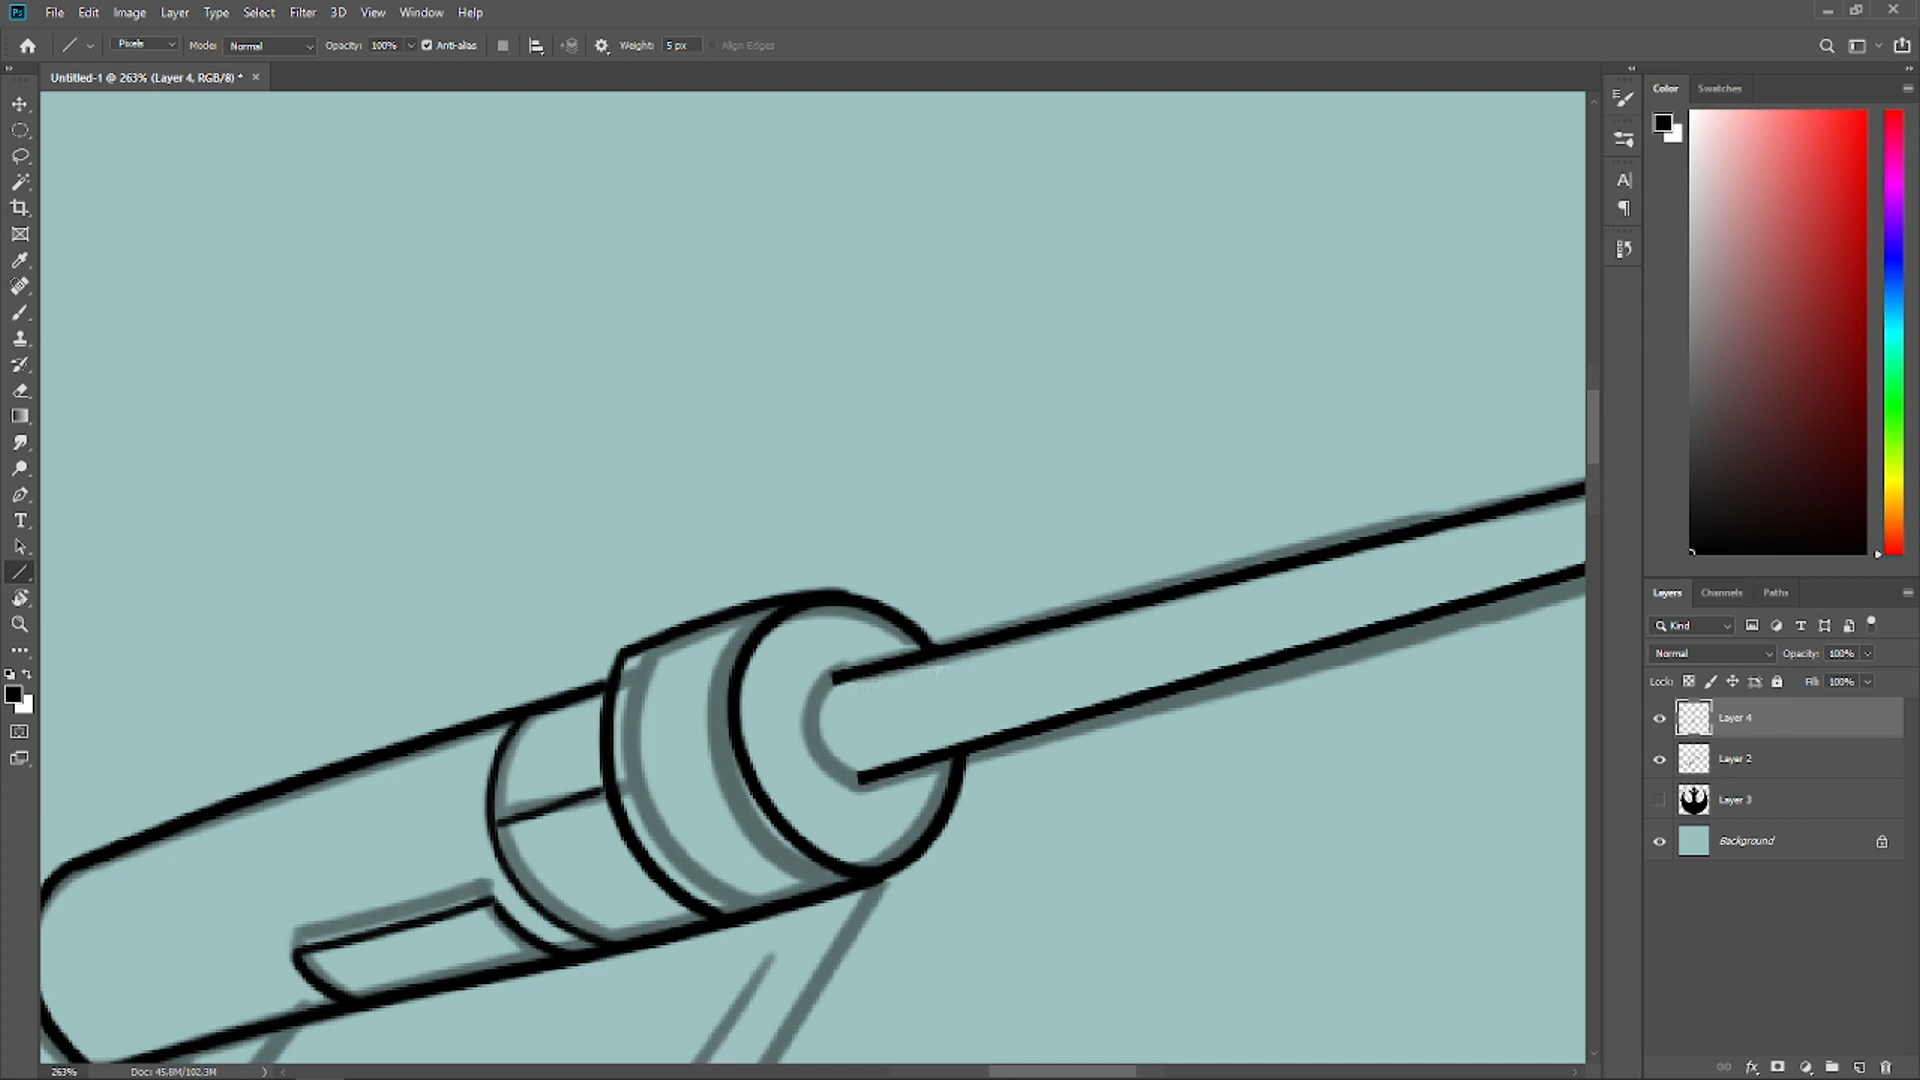 Ps File Edit Image Layer Type Select Filter 3D View Window Help
Pixels Mode: Normal Opacity: 100% Anti-alias Weight: 5 px Align Edges
Untitled-1 @ 263% (Layer 4, RGB/8) *
Color Swatches
Layers Channels Paths
Kind
Normal Opacity: 100%
Lock: Fill: 100%
Layer 4
Layer 2
Layer 3
Background
263% Doc: 45.8M/102.3M